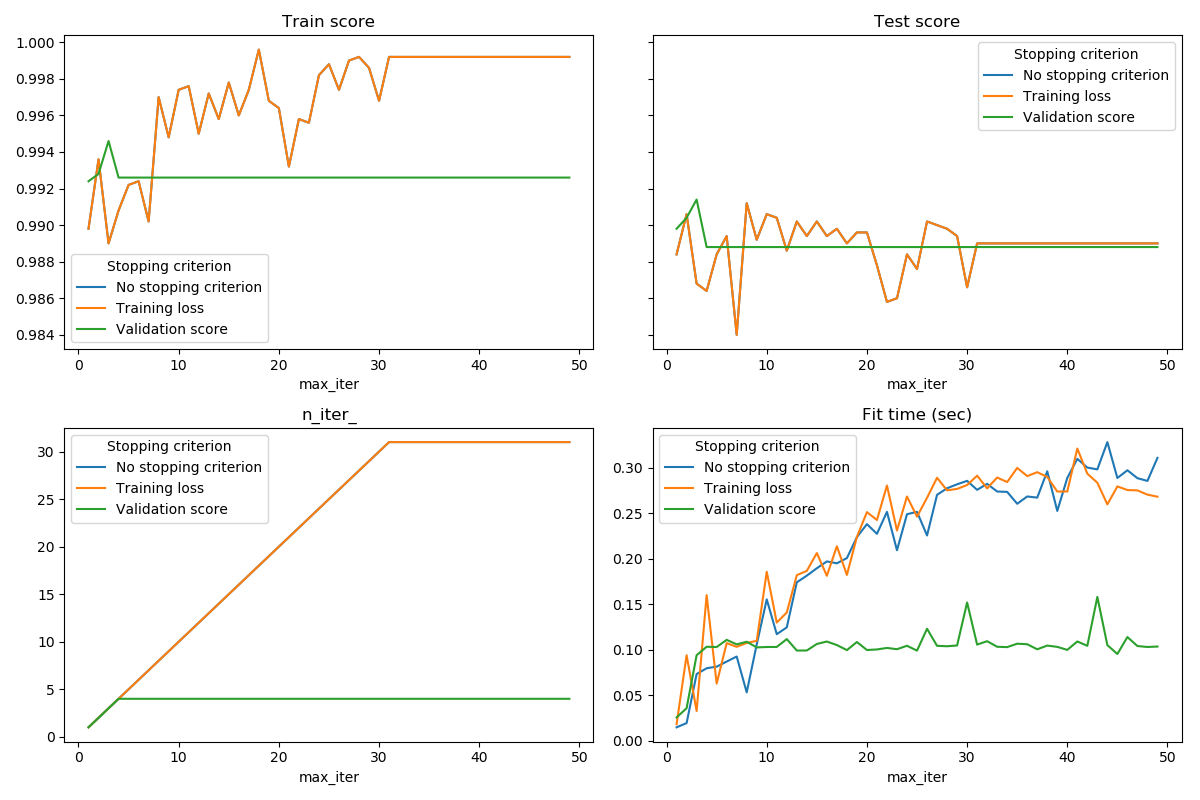 Train score
1.000
0.998
0.996
0.994
0.992
0.990
0.988
0.986
0.984
Stopping criterion
No stopping criterion
Training loss
Validation score
0 10 20 30 40 50
max_iter
Test score
Stopping criterion
No stopping criterion
Training loss
Validation score
0 10 20 30 40 50
max_iter
n_iter_
30
25
20
15
10
5
0
Stopping criterion
No stopping criterion
Training loss
Validation score
0 10 20 30 40 50
max_iter
Fit time (sec)
0.30
0.25
0.20
0.15
0.10
0.05
0.00
Stopping criterion
No stopping criterion
Training loss
Validation score
0 10 20 30 40 50
max_iter